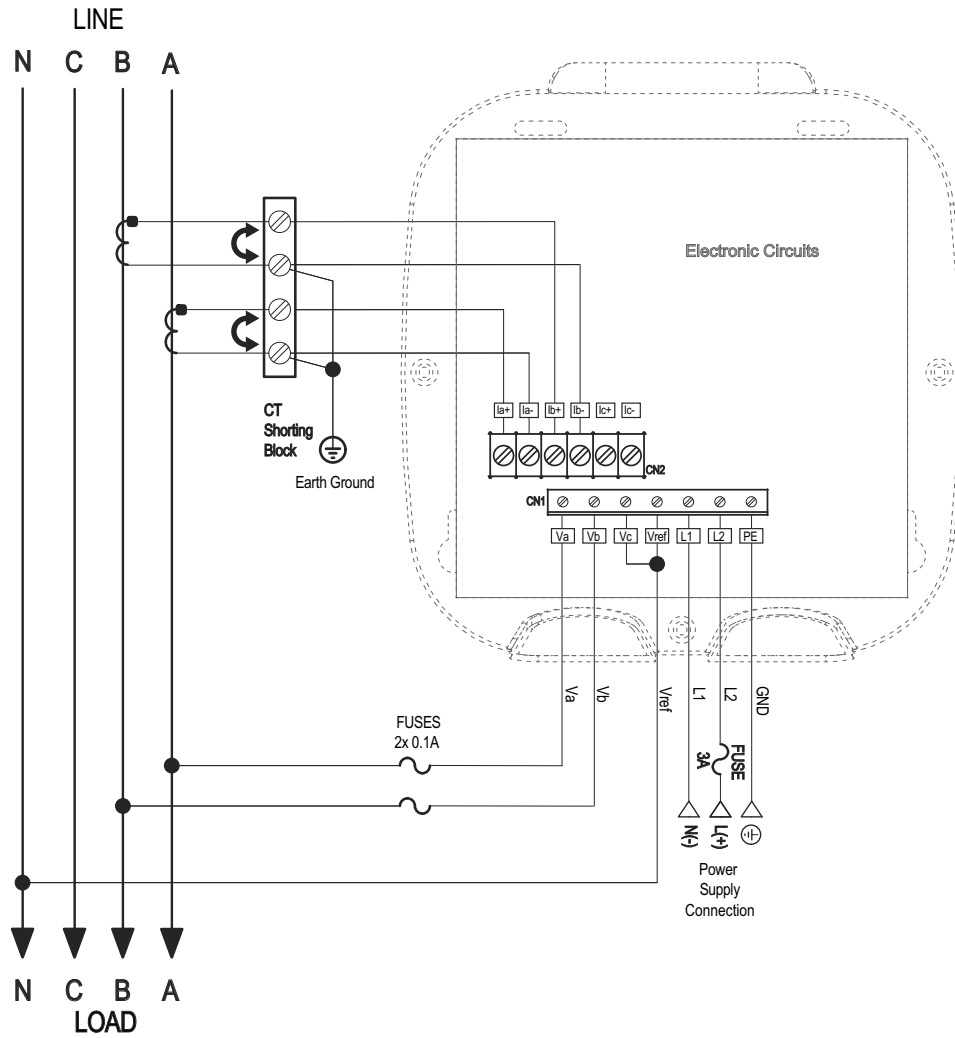 LINE
N C B A
Electronic Circuits
CT
Shorting
Block
Earth Ground
Ia+ Ia- Ib+ Ib- Ic+ Ic-
CN2
CN1
Va Vb Vc Vref L1 L2 PE
Va Vb Vref L1 L2 GND
FUSES
2x 0.1A
FUSE
3A
N(-) L(+)
Power
Supply
Connection
N C B A
LOAD